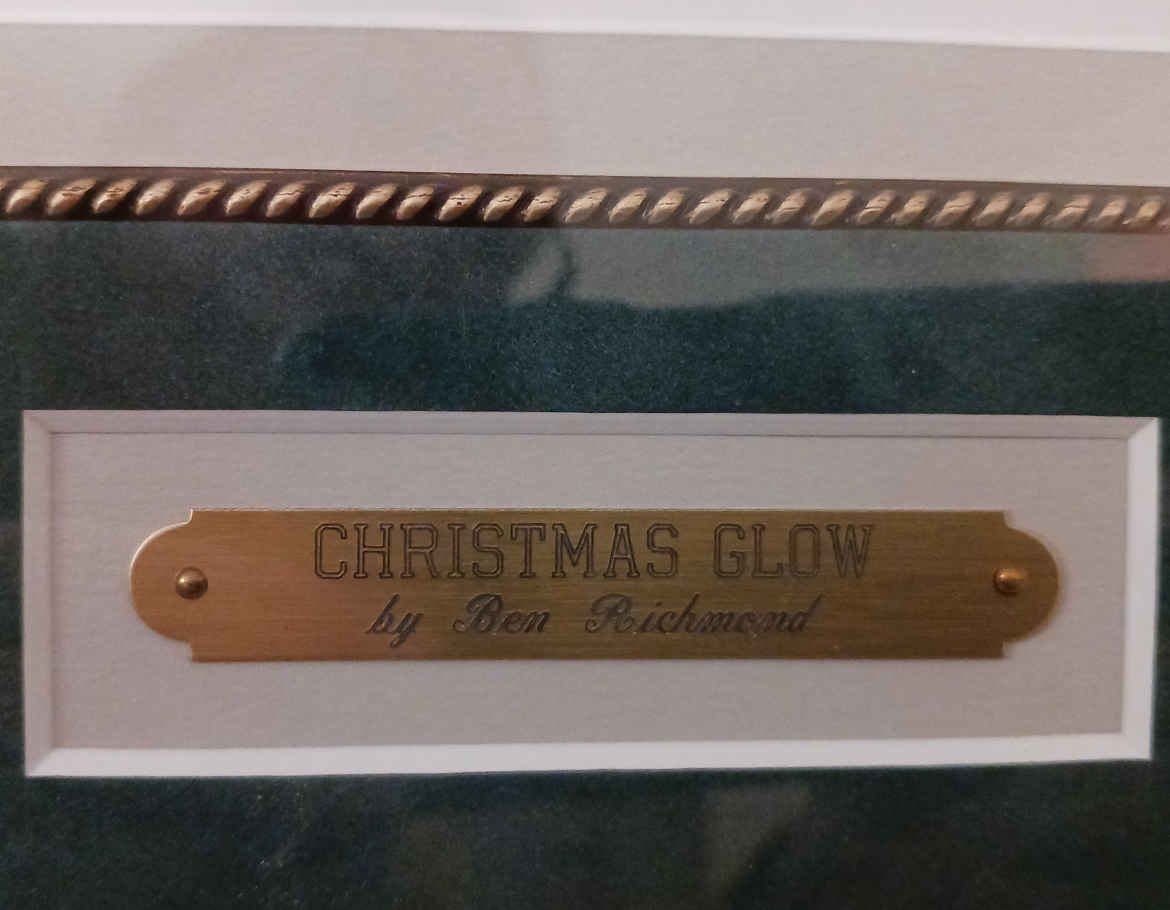 CHRISTMAS GLOW
by Ben Richmond